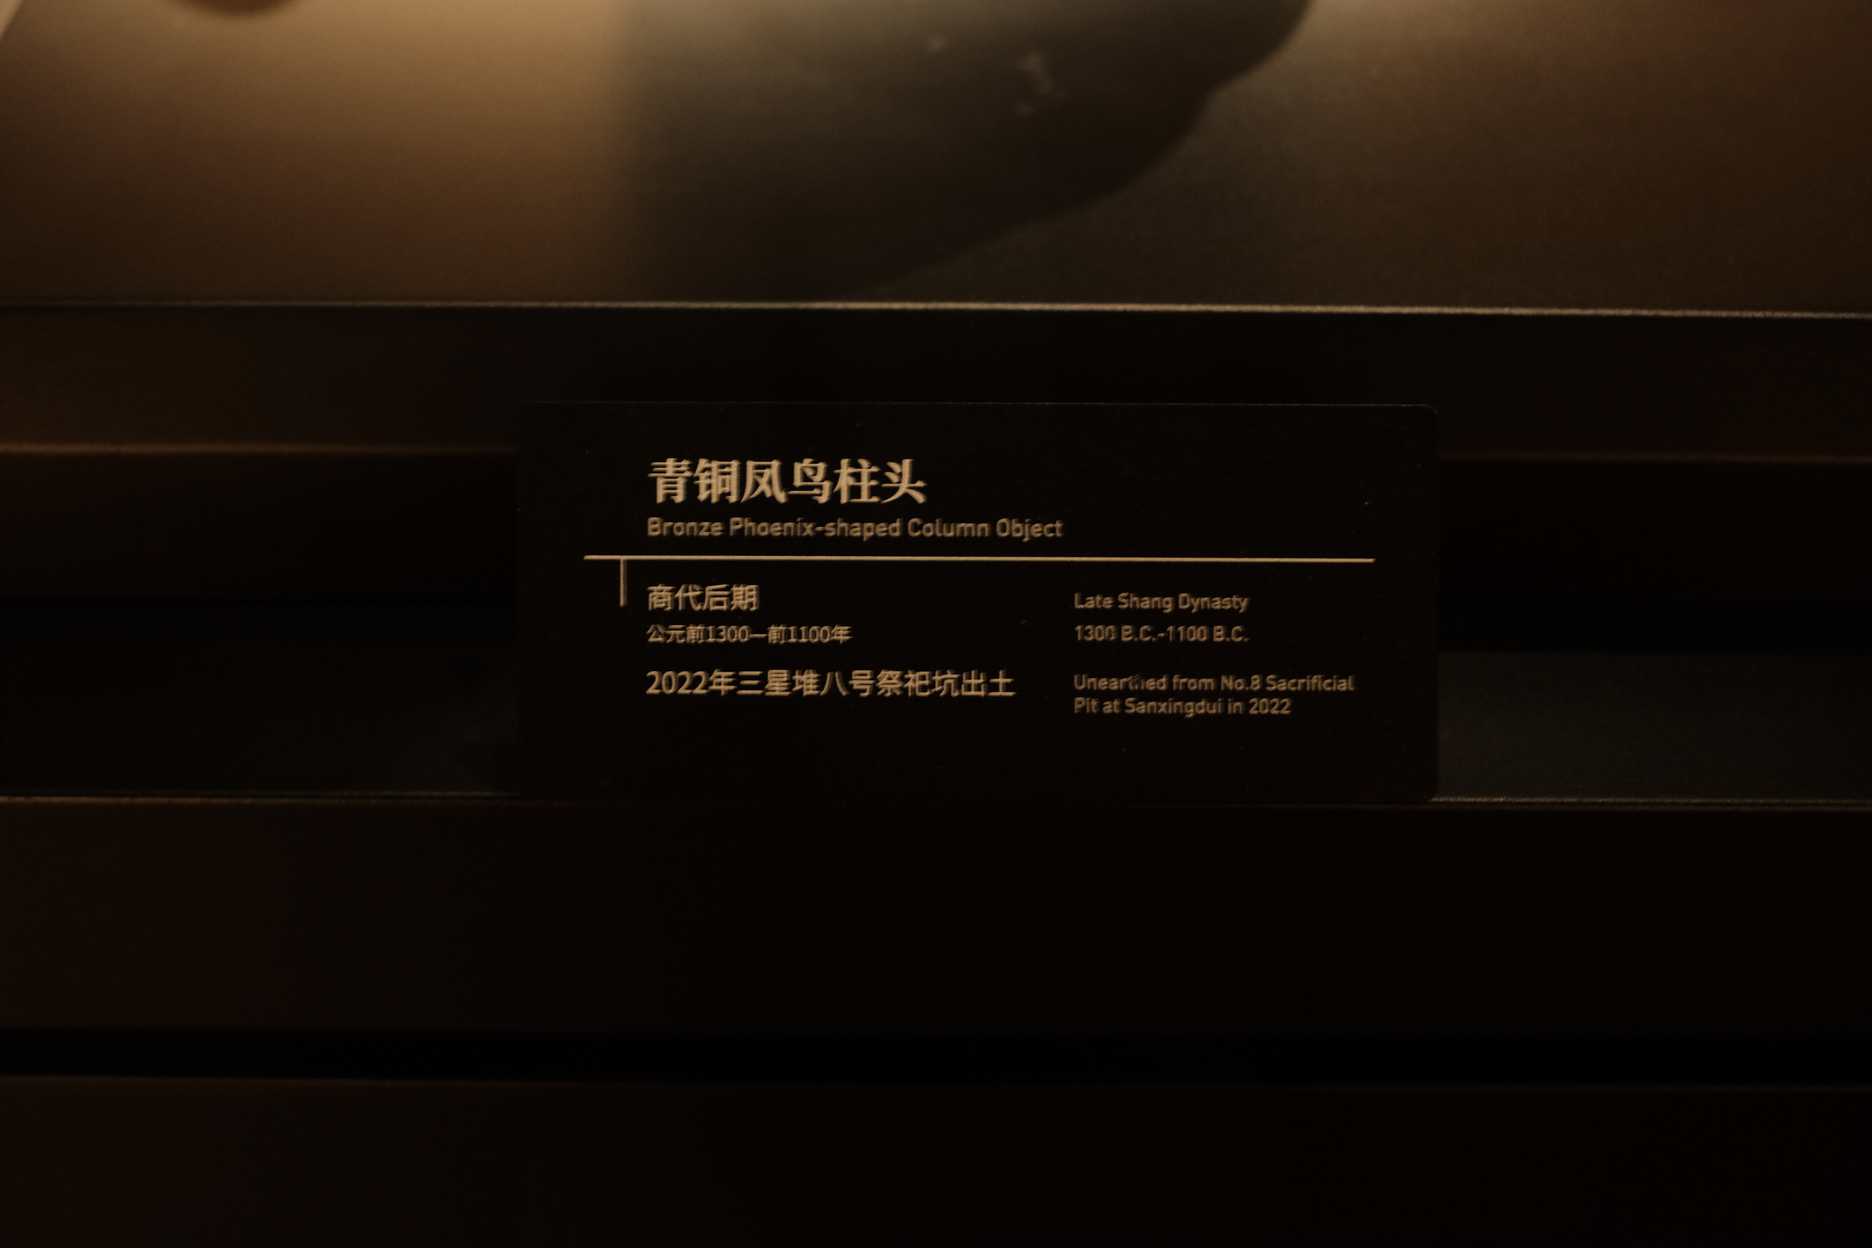 青铜凤鸟柱头
Bronze Phoenix-shaped Column Object
商代后期
公元前1300—前1100年
2022年三星堆八号祭祀坑出土
Late Shang Dynasty
1300 B.C.-1100 B.C.
Unearthed from No.8 Sacrificial
Pit at Sanxingdui in 2022